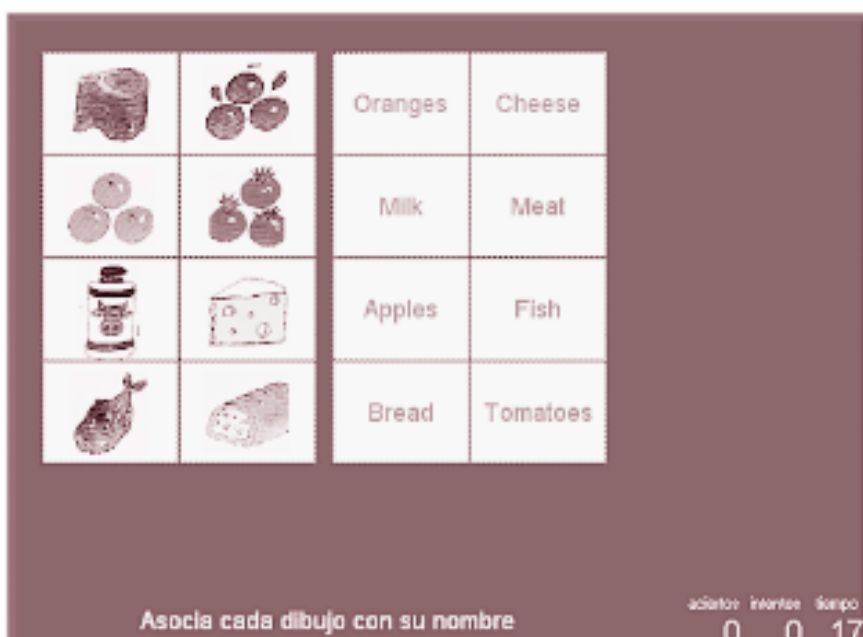 Oranges Cheese
Milk Meat
Apples Fish
Bread Tomatoes
Asocia cada dibujo con su nombre
aciertos intentos tiempo
0 0 17